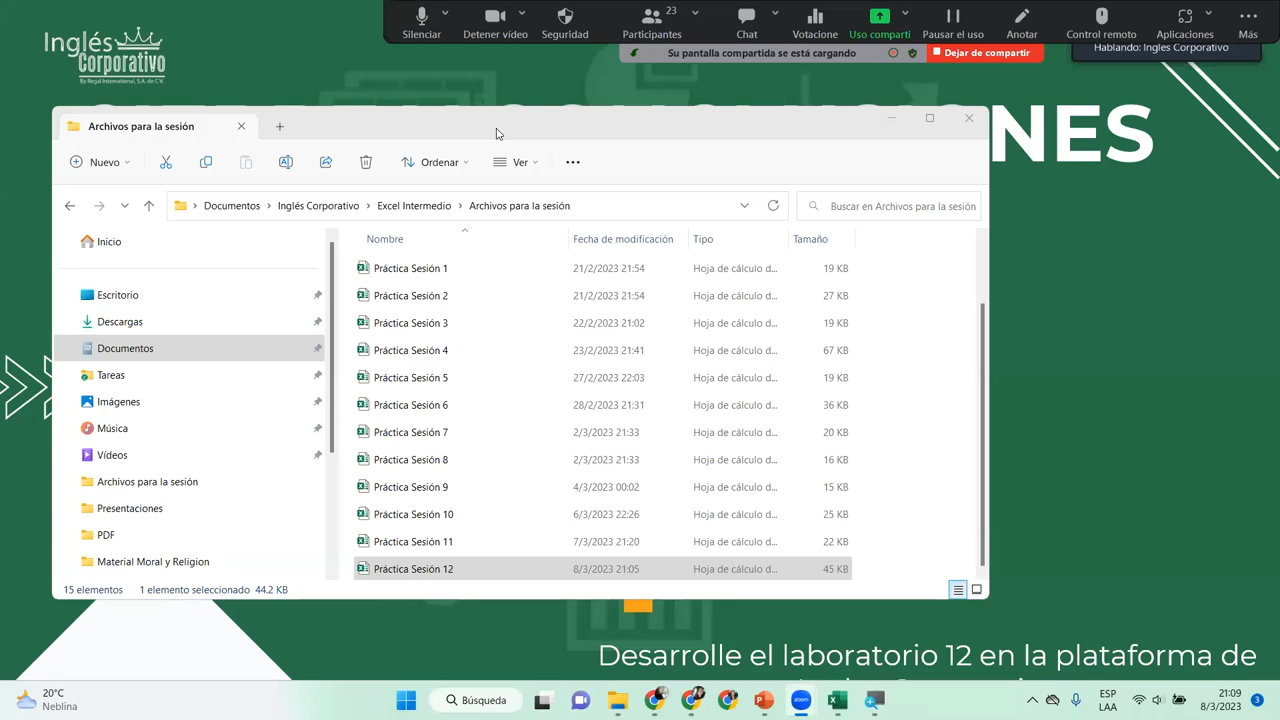 Inglés
Corporativo
By Regal International, S.A. de C.V.
Silenciar
Detener vídeo
Seguridad
23
Participantes
Chat
Votacione
Uso comparti
Pausar el uso
Anotar
Control remoto
Aplicaciones
Más
Su pantalla compartida se está cargando
Dejar de compartir
Hablando: Inglés Corporativo
NES
Archivos para la sesión
Nuevo
Ordenar
Ver
Documentos > Inglés Corporativo > Excel Intermedio > Archivos para la sesión
Buscar en Archivos para la sesión
Nombre Fecha de modificación Tipo Tamaño
Inicio
Escritorio
Descargas
Documentos
Tareas
Imágenes
Música
Vídeos
Archivos para la sesión
Presentaciones
PDF
Material Moral y Religion
Práctica Sesión 1 21/2/2023 21:54 Hoja de cálculo d... 19 KB
Práctica Sesión 2 21/2/2023 21:54 Hoja de cálculo d... 27 KB
Práctica Sesión 3 22/2/2023 21:02 Hoja de cálculo d... 19 KB
Práctica Sesión 4 23/2/2023 21:41 Hoja de cálculo d... 67 KB
Práctica Sesión 5 27/2/2023 22:03 Hoja de cálculo d... 19 KB
Práctica Sesión 6 28/2/2023 21:31 Hoja de cálculo d... 36 KB
Práctica Sesión 7 2/3/2023 21:33 Hoja de cálculo d... 20 KB
Práctica Sesión 8 2/3/2023 21:33 Hoja de cálculo d... 16 KB
Práctica Sesión 9 4/3/2023 00:02 Hoja de cálculo d... 15 KB
Práctica Sesión 10 6/3/2023 22:26 Hoja de cálculo d... 25 KB
Práctica Sesión 11 7/3/2023 21:20 Hoja de cálculo d... 22 KB
Práctica Sesión 12 8/3/2023 21:05 Hoja de cálculo d... 45 KB
15 elementos 1 elemento seleccionado 44.2 KB
Desarrolle el laboratorio 12 en la plataforma de
20°C
Neblina
Búsqueda
zoom
ESP
LAA
21:09
8/3/2023
3